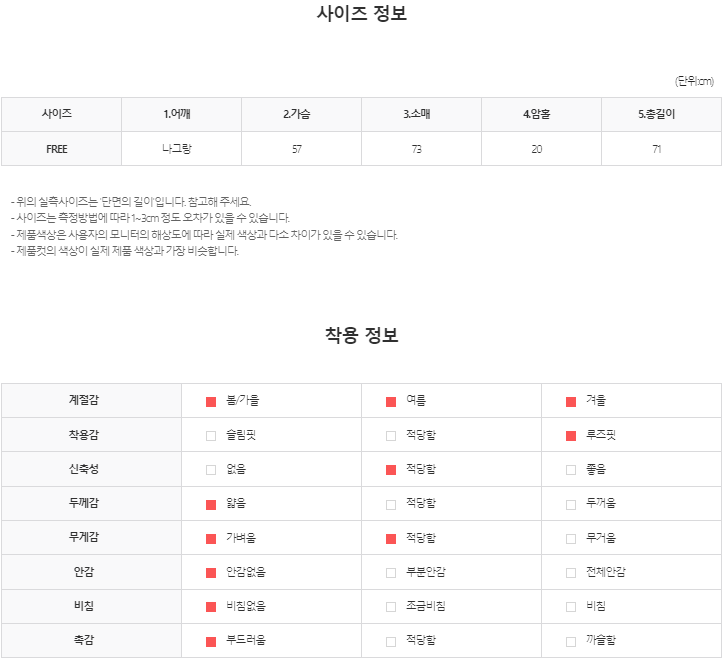 사이즈 정보
(단위:cm)
사이즈 1.어깨 2.가슴 3.소매 4.암홀 5.총길이
FREE 나그랑 57 73 20 71
- 위의 실측사이즈는 '단면의 길이'입니다. 참고해 주세요.
- 사이즈는 측정방법에 따라 1~3cm 정도 오차가 있을 수 있습니다.
- 제품색상은 사용자의 모니터의 해상도에 따라 실제 색상과 다소 차이가 있을 수 있습니다.
- 제품컷의 색상이 실제 제품 색상과 가장 비슷합니다.
착용 정보
계절감 봄/가을 여름 겨울
착용감 슬림핏 적당함 루즈핏
신축성 없음 적당함 좋음
두께감 얇음 적당함 두꺼움
무게감 가벼움 적당함 무거움
안감 안감없음 부분안감 전체안감
비침 비침없음 조금비침 비침
촉감 부드러움 적당함 까슬함